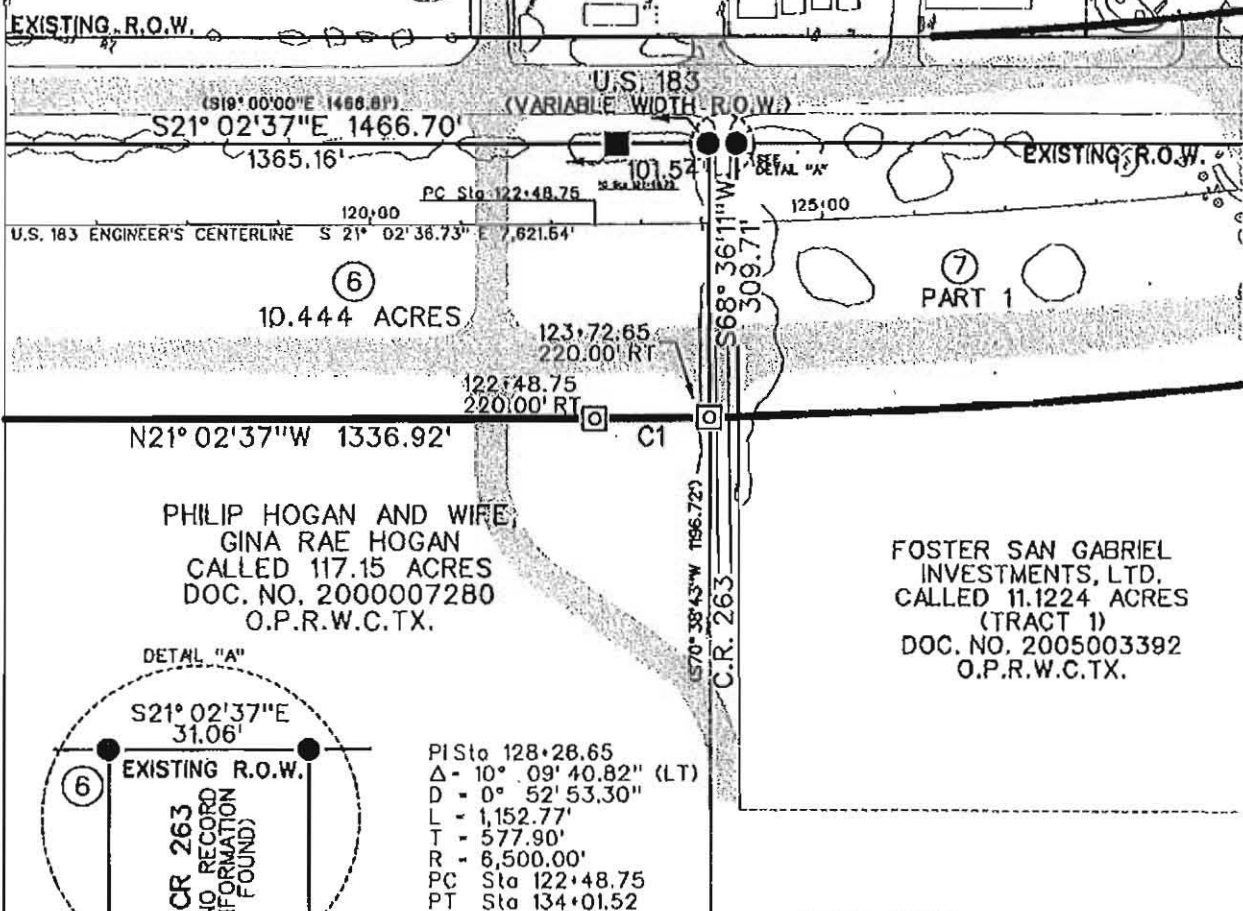 EXISTING R.O.W.
U.S. 183
(VARIABLE WIDTH R.O.W.)
(S19°00'00"E 1466.81')
S21°02'37"E 1466.70'
1365.16'
101.54'
SEE
DETAIL "A"
EXISTING R.O.W.
PC Sta 122+48.75
120+00
125+00
U.S. 183 ENGINEER'S CENTERLINE S 21° 02'36.73" E 7,621.64'
S68°36'11"W
309.71'
6
10.444 ACRES
7
PART 1
123+72.65
220.00' RT
122+48.75
220.00' RT
N21°02'37"W 1336.92'
C1
PHILIP HOGAN AND WIFE,
GINA RAE HOGAN
CALLED 117.15 ACRES
DOC. NO. 2000007280
O.P.R.W.C.TX.
(S70°38'43"W 1196.72')
C.R. 263
FOSTER SAN GABRIEL
INVESTMENTS, LTD.
CALLED 11.1224 ACRES
(TRACT 1)
DOC. NO. 2005003392
O.P.R.W.C.TX.
DETAIL "A"
S21°02'37"E
31.06'
EXISTING R.O.W.
6
CR 263
NO RECORD
FORMATION
FOUND)
PI Sta 128+26.65
Δ = 10° 09'40.82" (LT)
D = 0° 52'53.30"
L = 1,152.77'
T = 577.90'
R = 6,500.00'
PC Sta 122+48.75
PT Sta 134+01.52